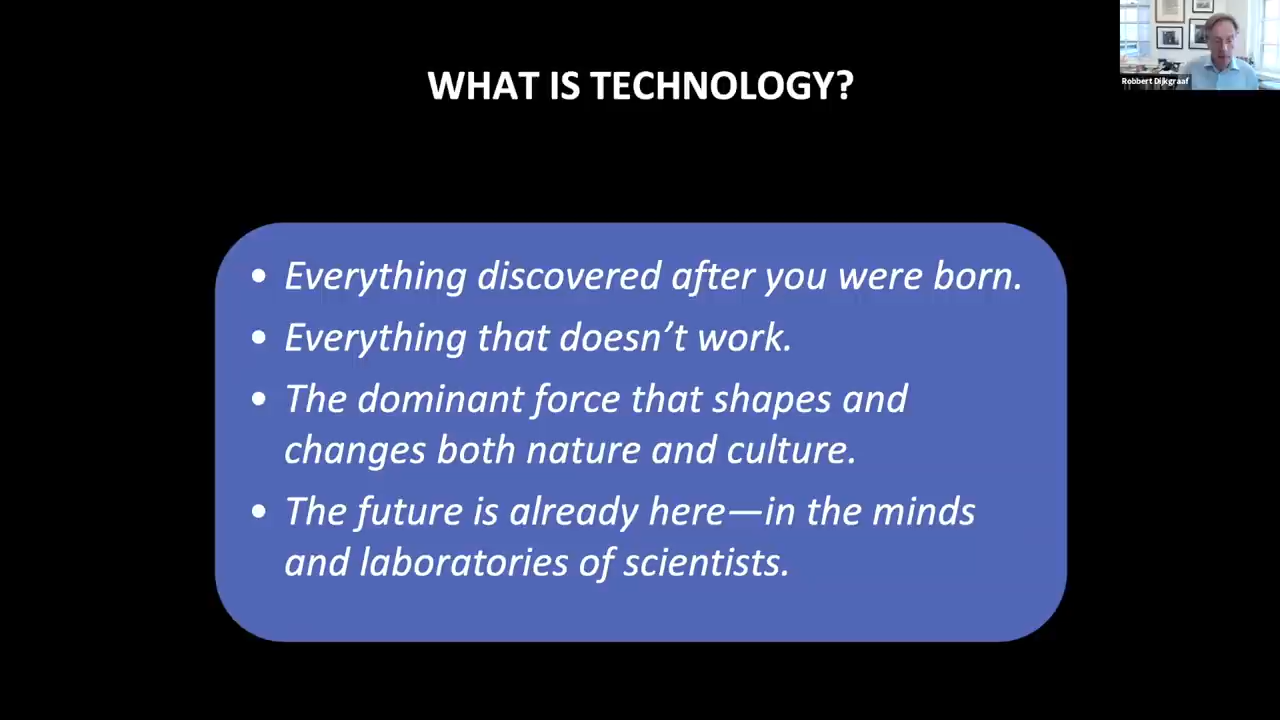 WHAT IS TECHNOLOGY?
Robbert Dijkgraaf
• Everything discovered after you were born.
• Everything that doesn't work.
• The dominant force that shapes and
changes both nature and culture.
• The future is already here—in the minds
and laboratories of scientists.